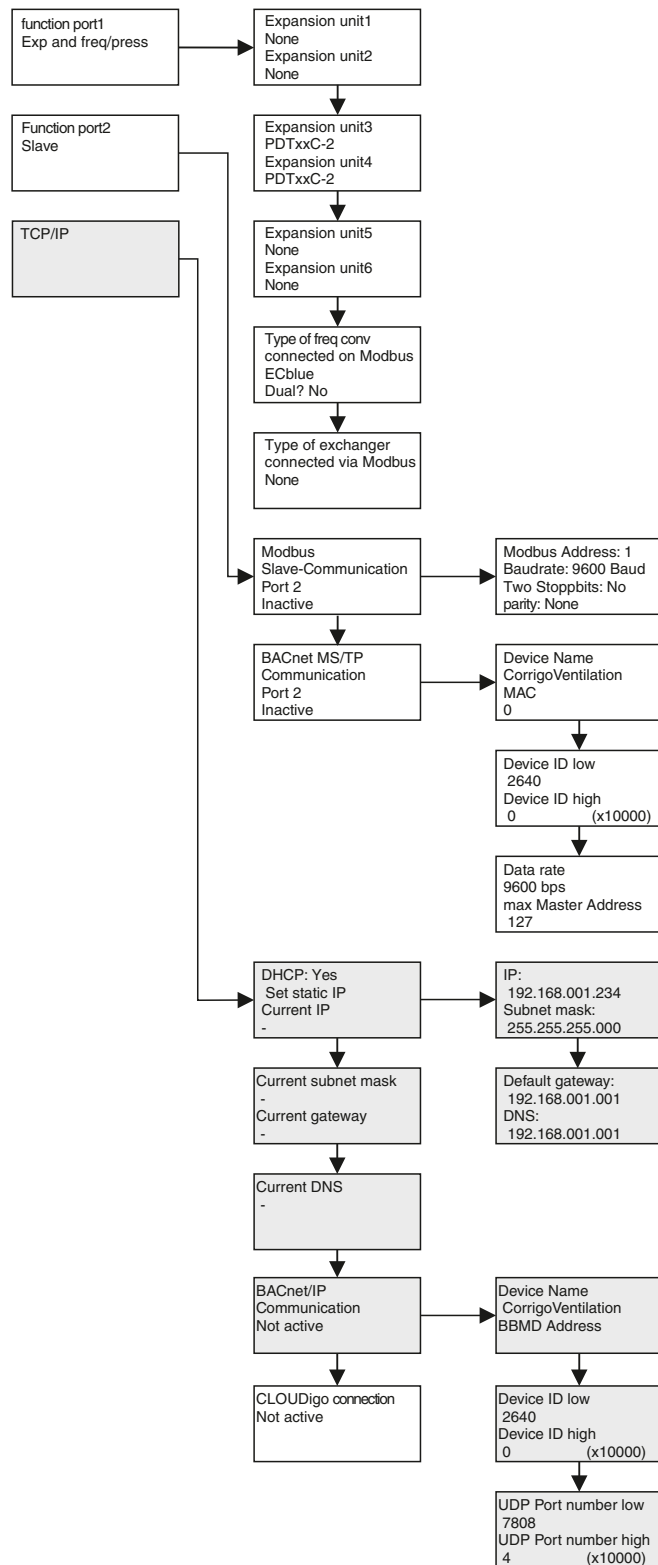 function port1
Exp and freq/press
Expansion unit1
None
Expansion unit2
None
Function port2
Slave
Expansion unit3
PDTxxC-2
Expansion unit4
PDTxxC-2
TCP/IP
Expansion unit5
None
Expansion unit6
None
Type of freq conv
connected on Modbus
ECblue
Dual? No
Type of exchanger
connected via Modbus
None
Modbus
Slave-Communication
Port 2
Inactive
Modbus Address: 1
Baudrate: 9600 Baud
Two Stoppbits: No
parity: None
BACnet MS/TP
Communication
Port 2
Inactive
Device Name
CorrigoVentilation
MAC
0
Device ID low
2640
Device ID high
0 (x10000)
Data rate
9600 bps
max Master Address
127
DHCP: Yes
Set static IP
Current IP
-
IP:
192.168.001.234
Subnet mask:
255.255.255.000
Current subnet mask
-
Current gateway
-
Default gateway:
192.168.001.001
DNS:
192.168.001.001
Current DNS
-
BACnet/IP
Communication
Not active
Device Name
CorrigoVentilation
BBMD Address
CLOUDigo connection
Not active
Device ID low
2640
Device ID high
0 (x10000)
UDP Port number low
7808
UDP Port number high
4 (x10000)